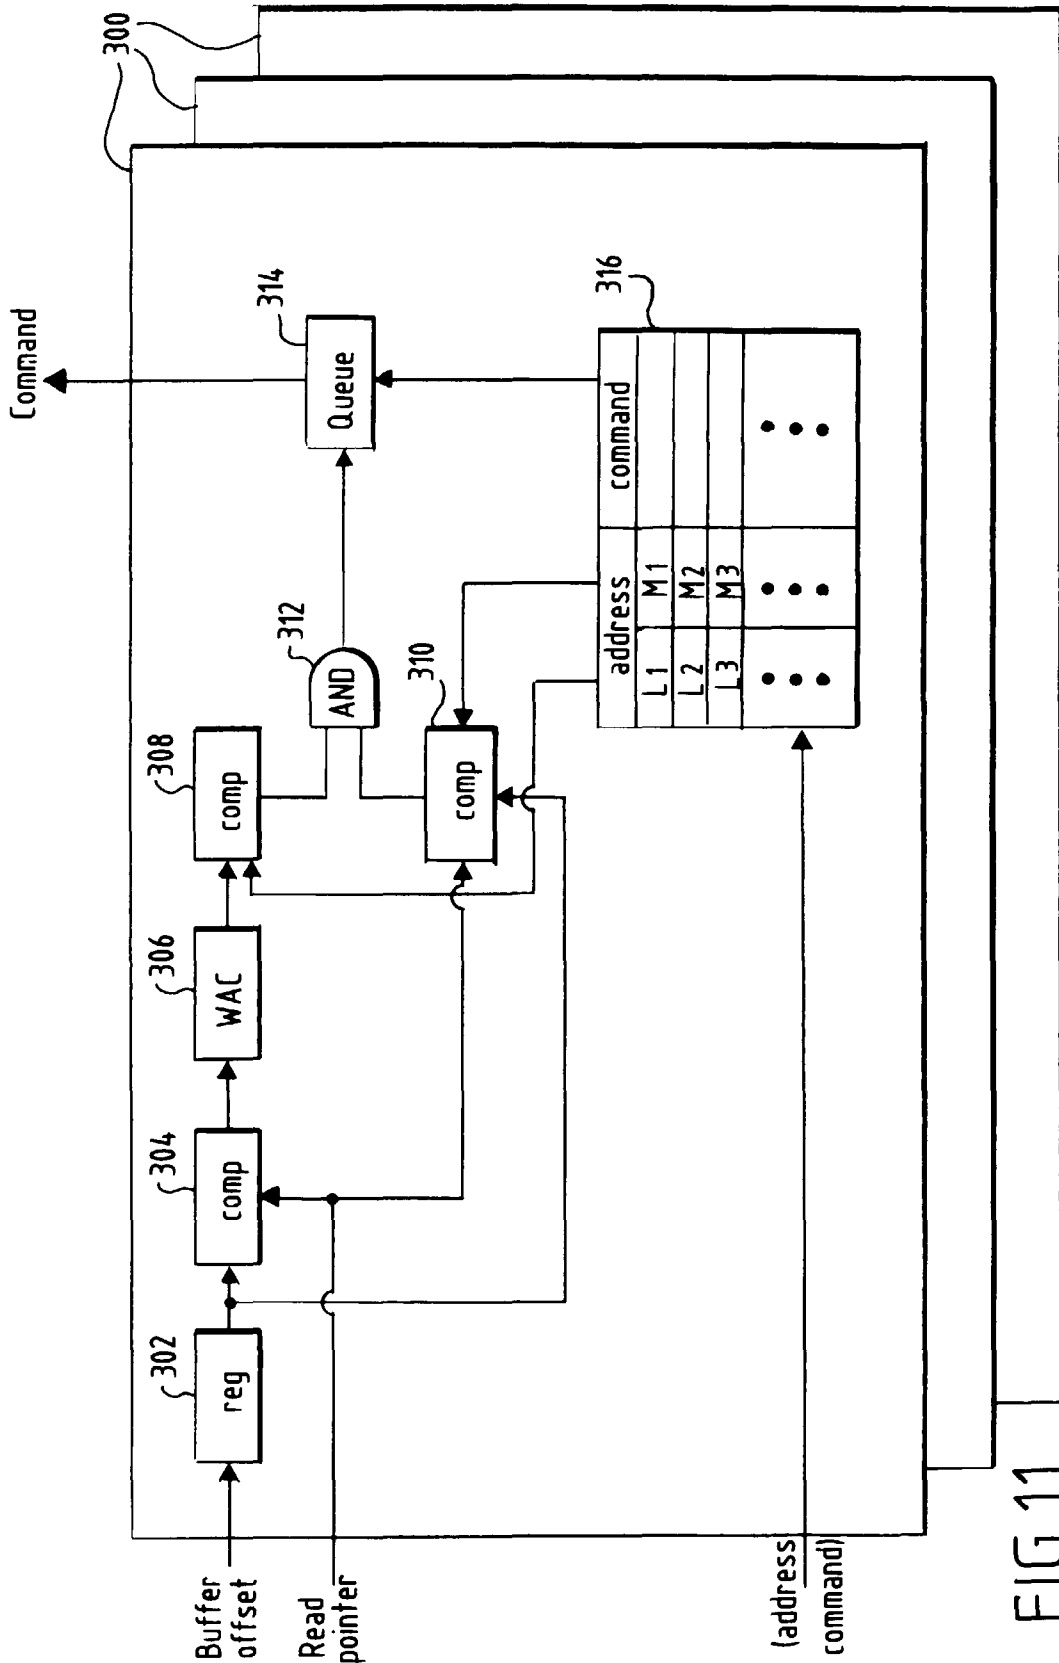 300
Command
314
Queue
316
address
command
L1
M1
L2
M2
L3
M3
312
AND
310
comp
308
comp
306
WAC
304
comp
302
reg
Buffer
offset
Read
pointer
(address
command)
FIG 11